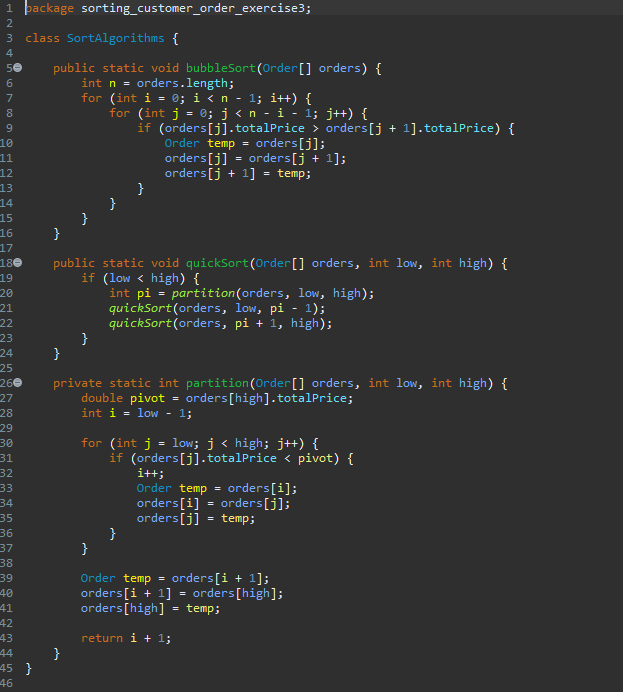 1 package sorting_customer_order_exercise3;
2
3 class SortAlgorithms {
4
5 public static void bubbleSort(Order[] orders) {
6 int n = orders.length;
7 for (int i = 0; i < n - 1; i++) {
8 for (int j = 0; j < n - i - 1; j++) {
9 if (orders[j].totalPrice > orders[j + 1].totalPrice) {
10 Order temp = orders[j];
11 orders[j] = orders[j + 1];
12 orders[j + 1] = temp;
13 }
14 }
15 }
16 }
17
18 public static void quickSort(Order[] orders, int low, int high) {
19 if (low < high) {
20 int pi = partition(orders, low, high);
21 quickSort(orders, low, pi - 1);
22 quickSort(orders, pi + 1, high);
23 }
24 }
25
26 private static int partition(Order[] orders, int low, int high) {
27 double pivot = orders[high].totalPrice;
28 int i = low - 1;
29
30 for (int j = low; j < high; j++) {
31 if (orders[j].totalPrice < pivot) {
32 i++;
33 Order temp = orders[i];
34 orders[i] = orders[j];
35 orders[j] = temp;
36 }
37 }
38
39 Order temp = orders[i + 1];
40 orders[i + 1] = orders[high];
41 orders[high] = temp;
42
43 return i + 1;
44 }
45 }
46